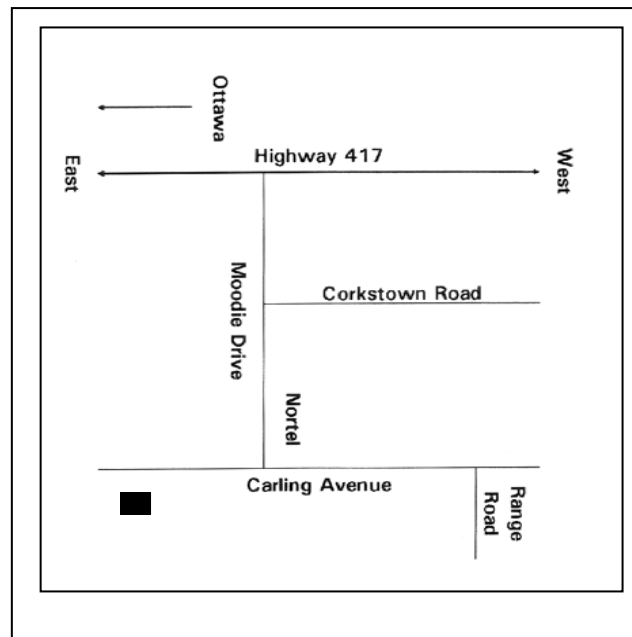 Ottawa
Highway 417
East
West
Moodie Drive
Corkstown Road
Nortel
Carling Avenue
Range
Road